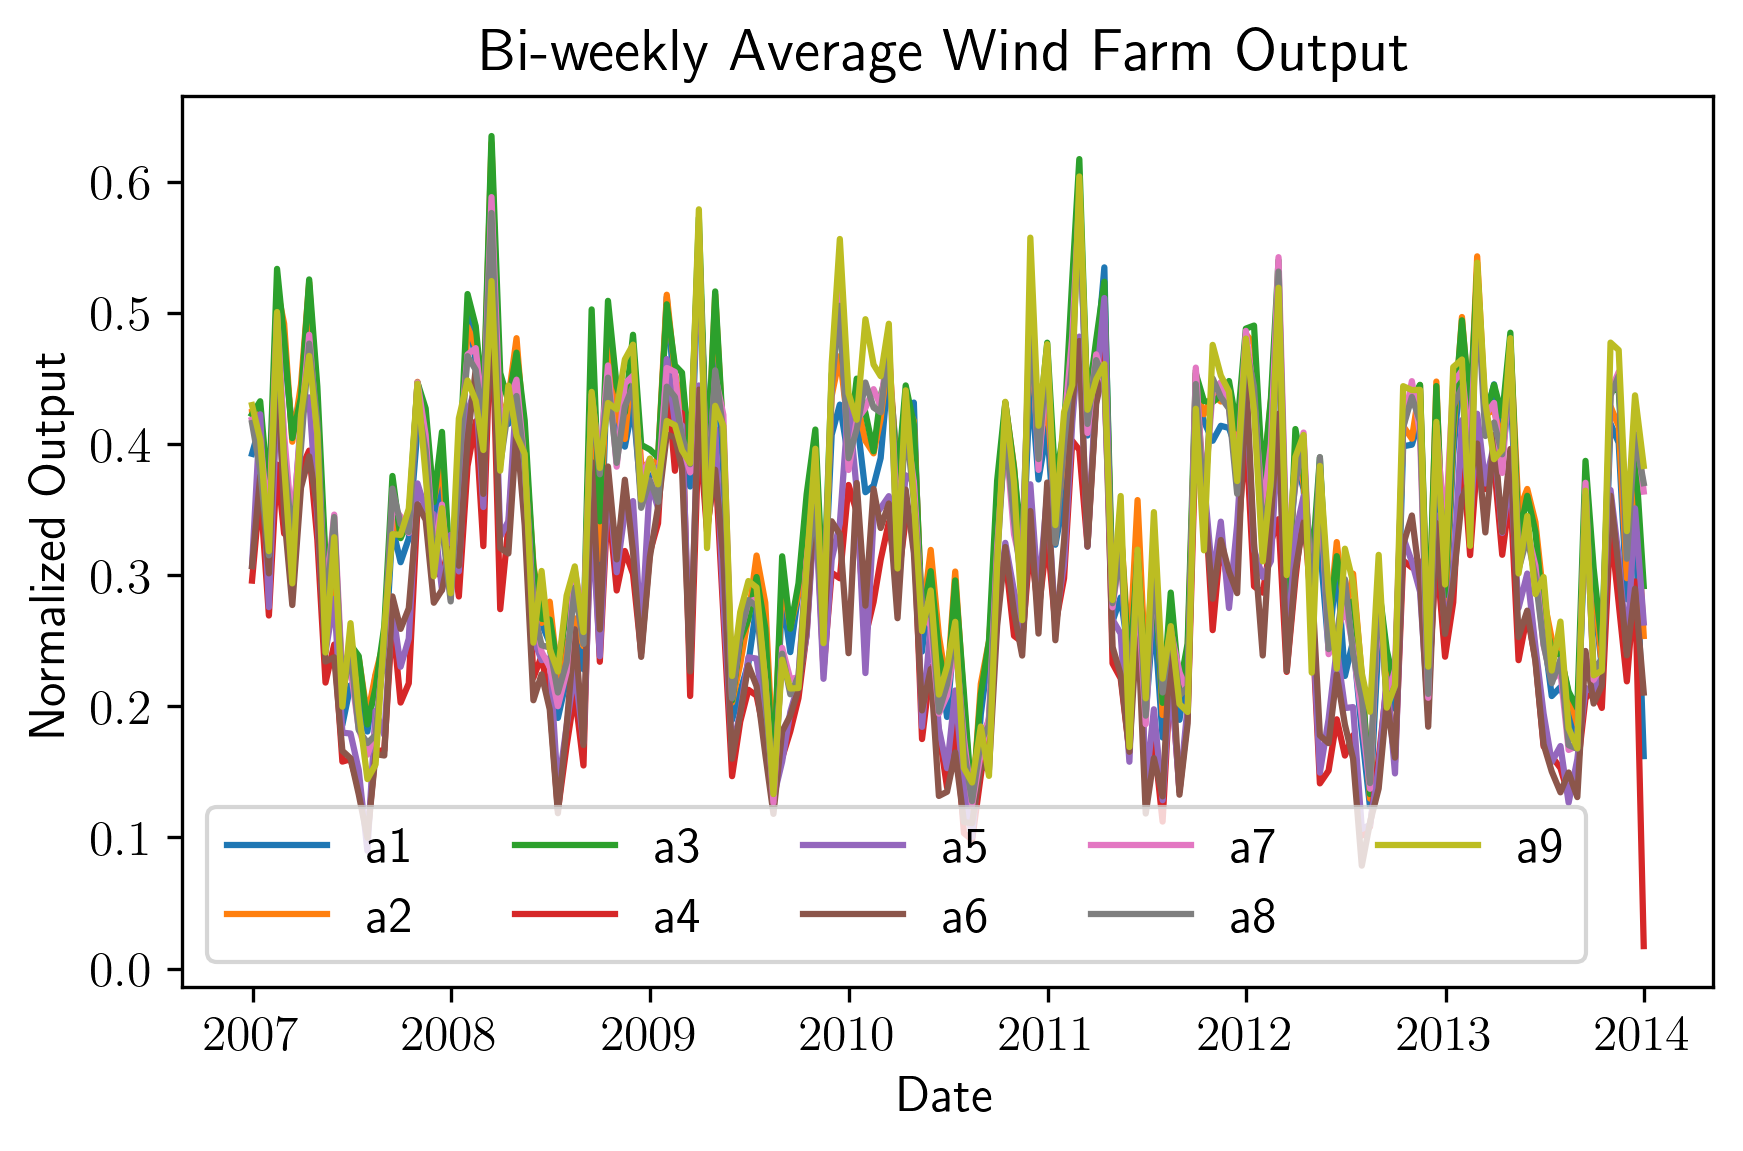 Bi-weekly Average Wind Farm Output
Normalized Output
0.6
0.5
0.4
0.3
0.2
0.1
0.0
a1 a3 a5 a7 a9
a2 a4 a6 a8
2007 2008 2009 2010 2011 2012 2013 2014
Date